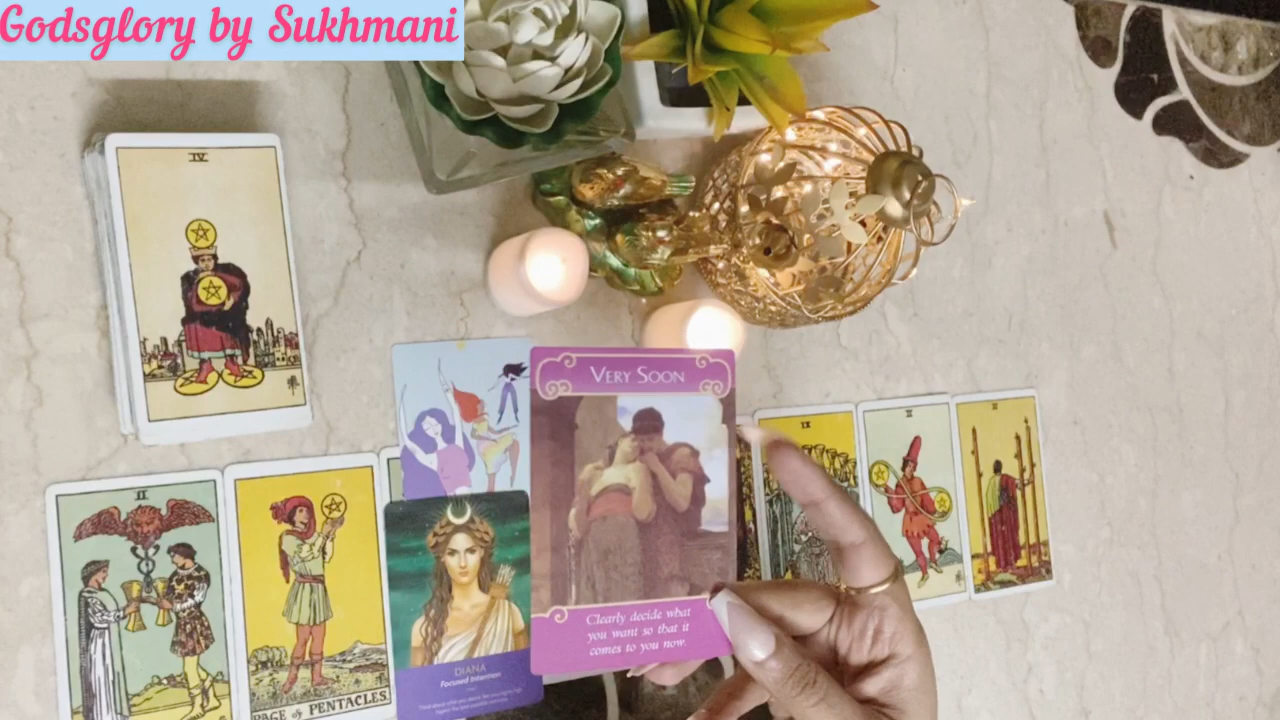 Godsglory by Sukhmani
IV
VERY SOON
Clearly decide what
you want so that it
comes to you now.
II
PAGE of PENTACLES
DIANA
Focused Intention
IX
II
III